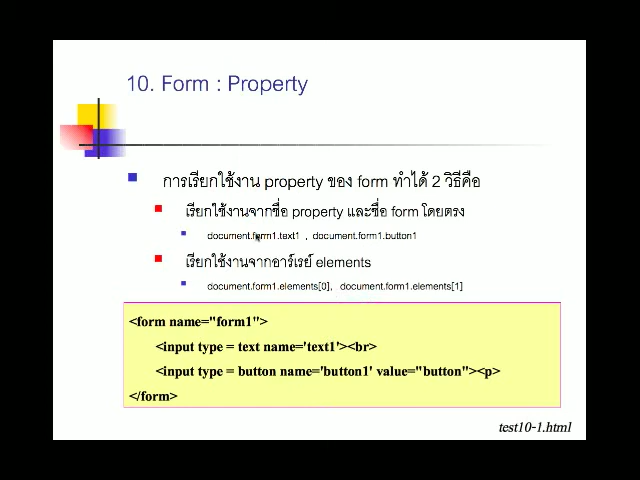 10. Form : Property
การเรียกใช้งาน property ของ form ทำได้ 2 วิธีคือ
เรียกใช้งานจากชื่อ property และชื่อ form โดยตรง
document.form1.text1 , document.form1.button1
เรียกใช้งานจากอาร์เรย์ elements
document.form1.elements[0], document.form1.elements[1]
<form name="form1">
<input type = text name='text1'><br>
<input type = button name='button1' value="button"><p>
</form>
test10-1.html